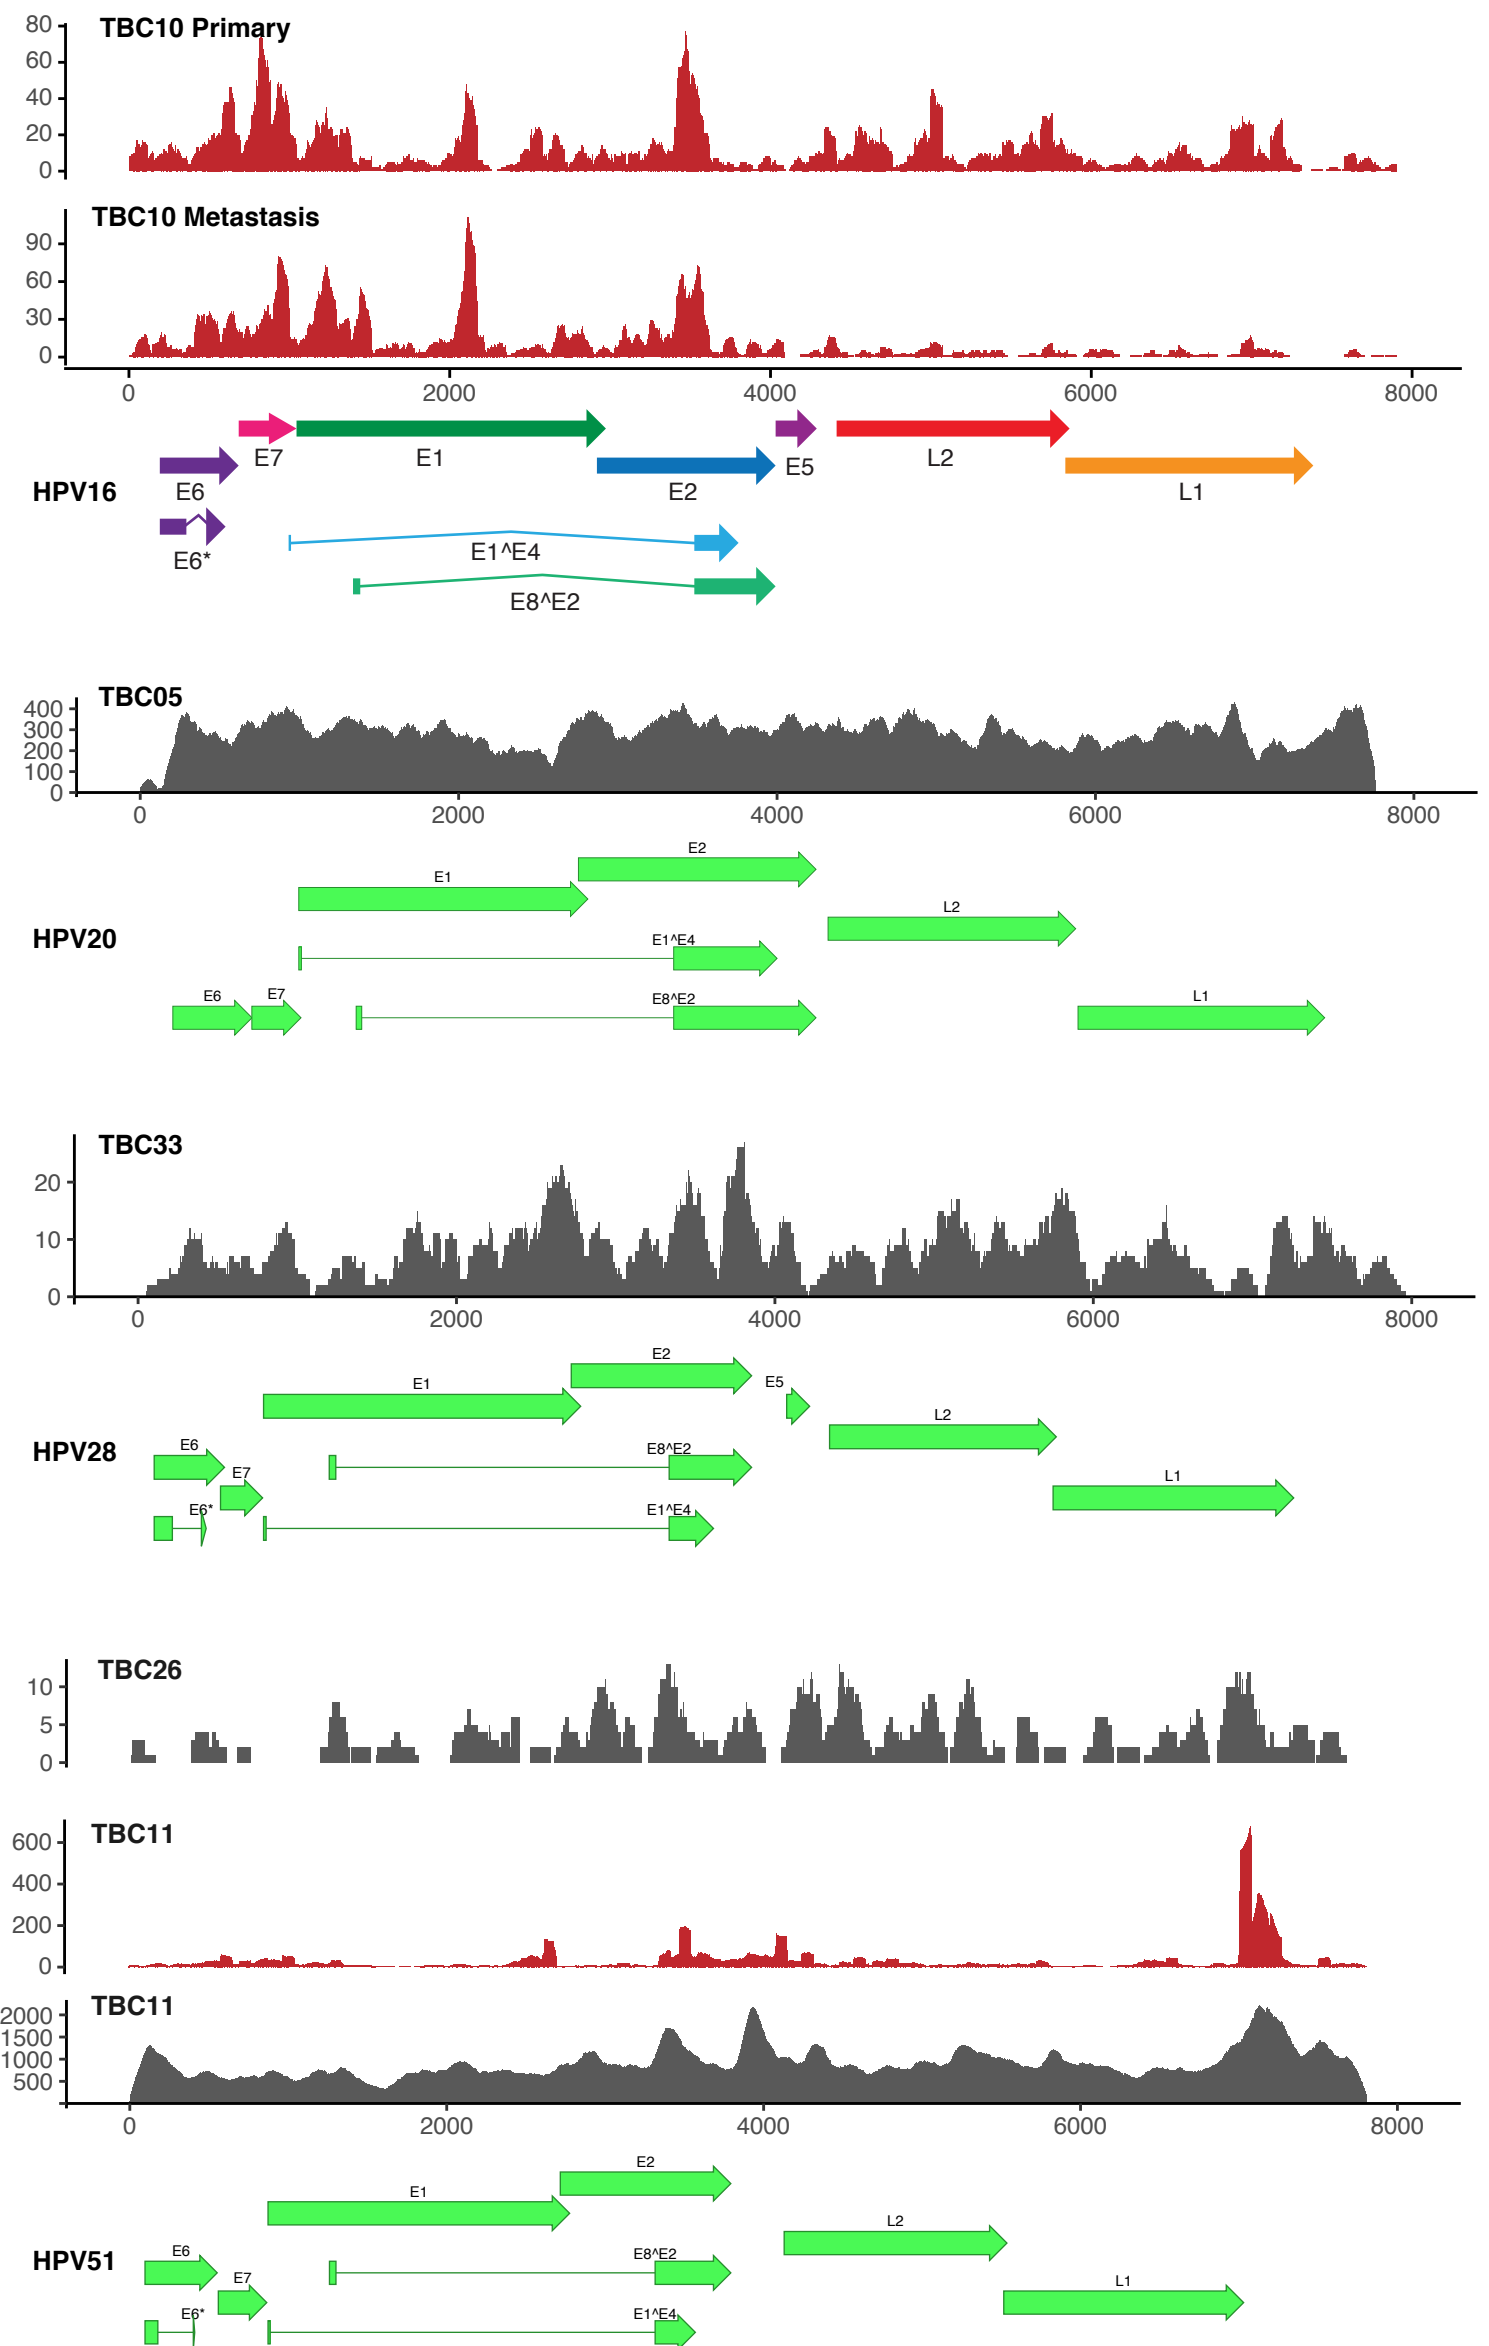 TBC10 Primary
80
60
40
20
0
TBC10 Metastasis
90
60
30
0
0 2000 4000 6000 8000
E7 E1 E5 L2
E6 E2 L1
HPV16
E6* E1^E4
E8^E2
TBC05
400
300
200
100
0
0 2000 4000 6000 8000
E2
E1
L2
HPV20 E1^E4
E6 E7 E8^E2 L1
TBC33
20
10
0
0 2000 4000 6000 8000
E2
E1 E5
L2
HPV28 E6 E8^E2
E7 L1
E6* E1^E4
TBC26
10
5
0
TBC11
600
400
200
0
TBC11
2000
1500
1000
500
0 2000 4000 6000 8000
E2
E1
L2
HPV51 E6 E8^E2
E7 L1
E6* E1^E4